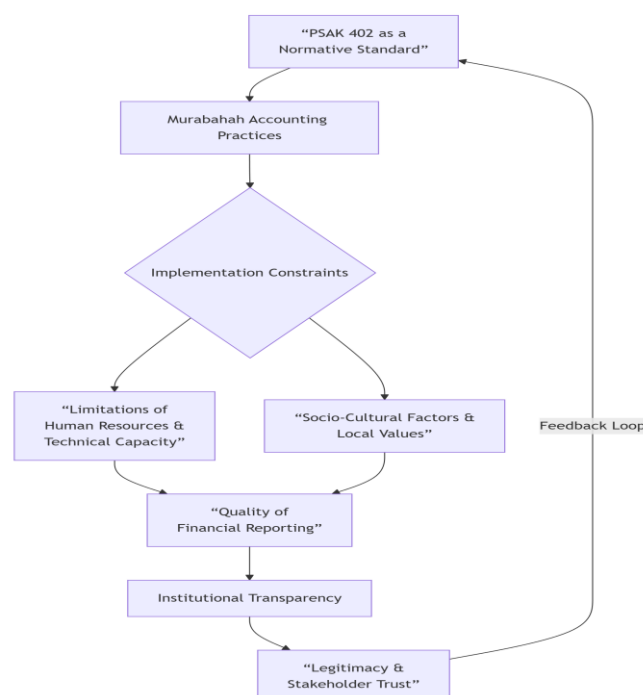 “PSAK 402 as a
Normative Standard”
Murabahah Accounting
Practices
Implementation Constraints
“Limitations of
Human Resources &
Technical Capacity”
“Socio-Cultural Factors &
Local Values”
Feedback Loop
“Quality of
Financial Reporting”
Institutional Transparency
“Legitimacy &
Stakeholder Trust”